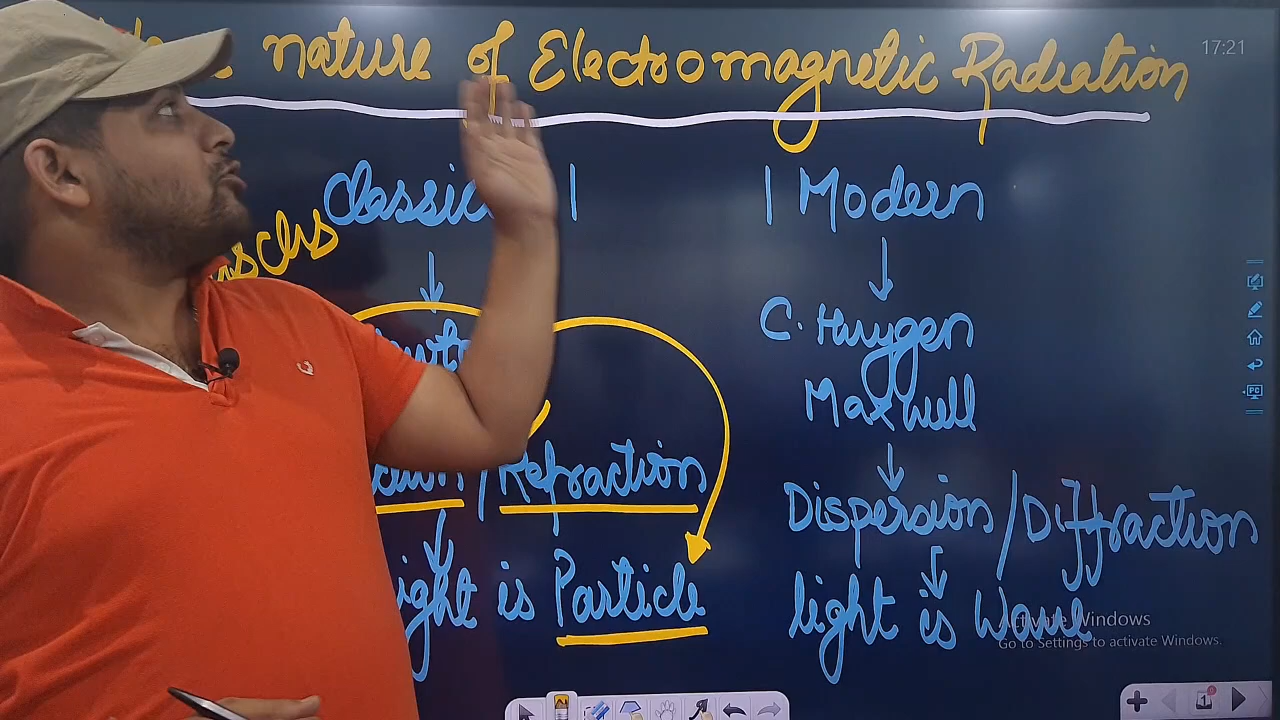 nature of Electromagnetic Radiation
17:21
| Modern
C. Huygen
Maxwell
Refraction
Dispersion/Diffraction
light is Particle
light is Wave
Activate Windows
Go to Settings to activate Windows.